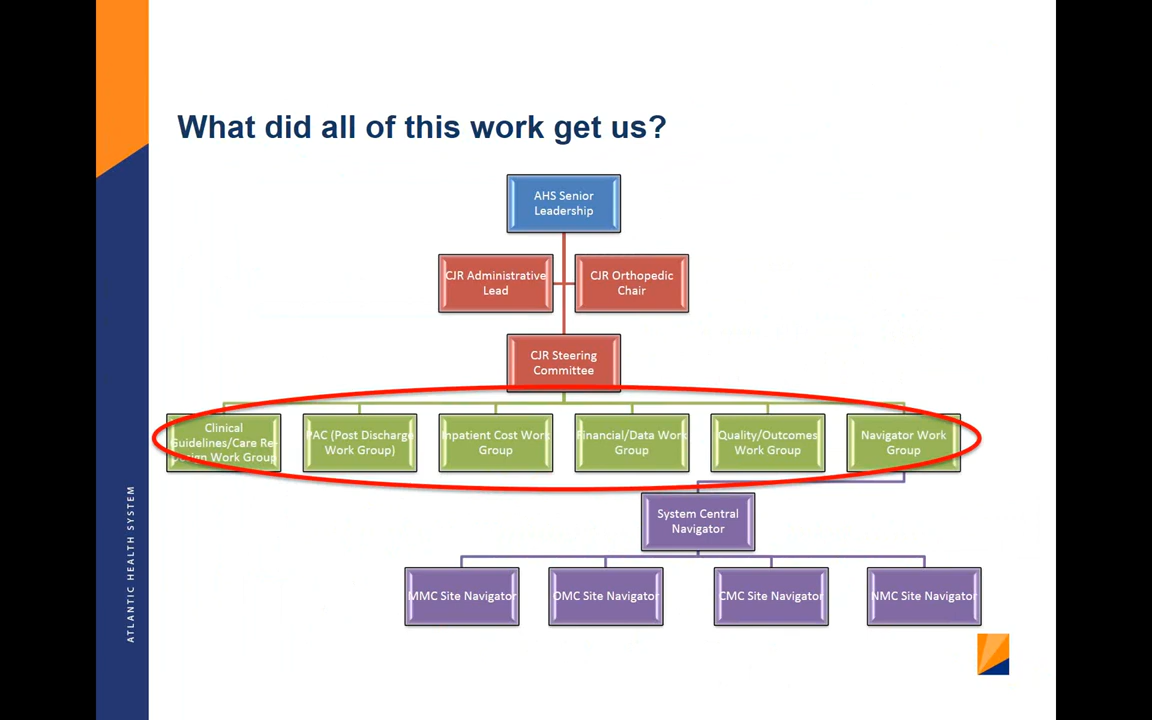 What did all of this work get us?
AHS Senior
Leadership
CJR Administrative
Lead
CJR Orthopedic
Chair
CJR Steering
Committee
Clinical
Guidelines/Care Re-
Design Work Group
PAC (Post Discharge
Work Group)
Inpatient Cost Work
Group
Financial/Data Work
Group
Quality/Outcomes
Work Group
Navigator Work
Group
System Central
Navigator
MMC Site Navigator
OMC Site Navigator
CMC Site Navigator
NMC Site Navigator
ATLANTIC HEALTH SYSTEM